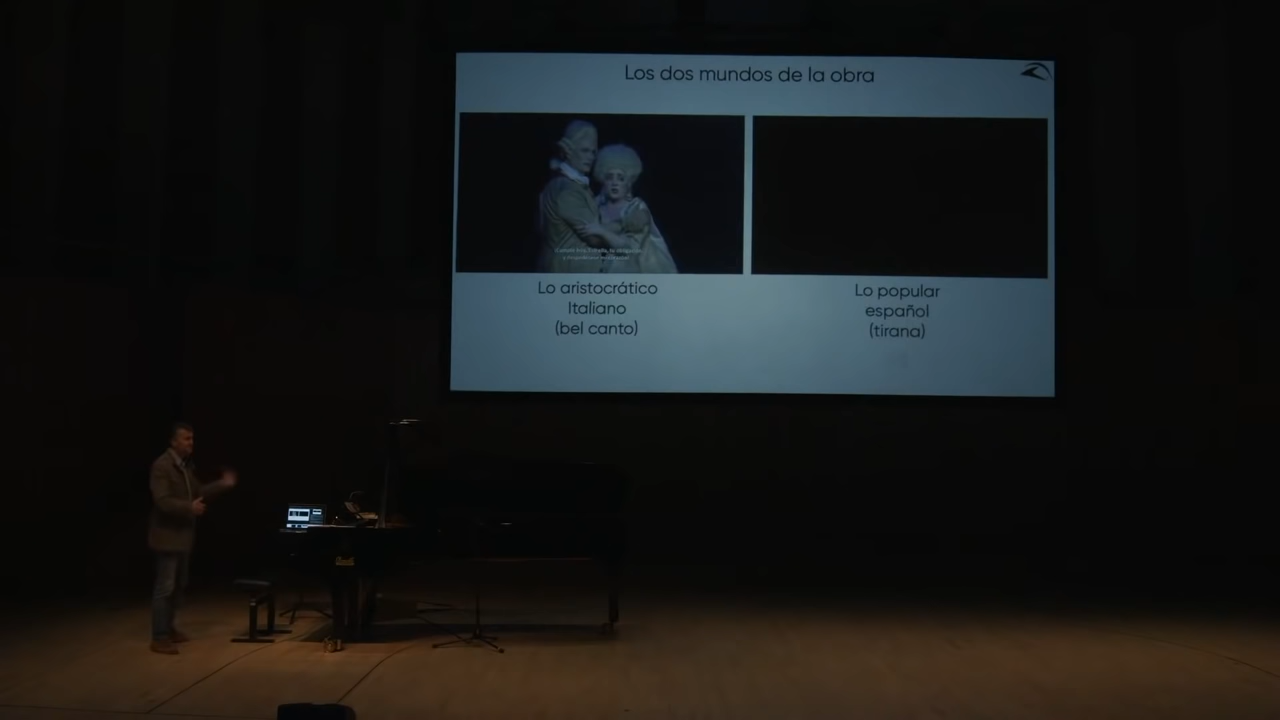 Los dos mundos de la obra
Lo aristocrático
Italiano
(bel canto)
Lo popular
español
(tirana)